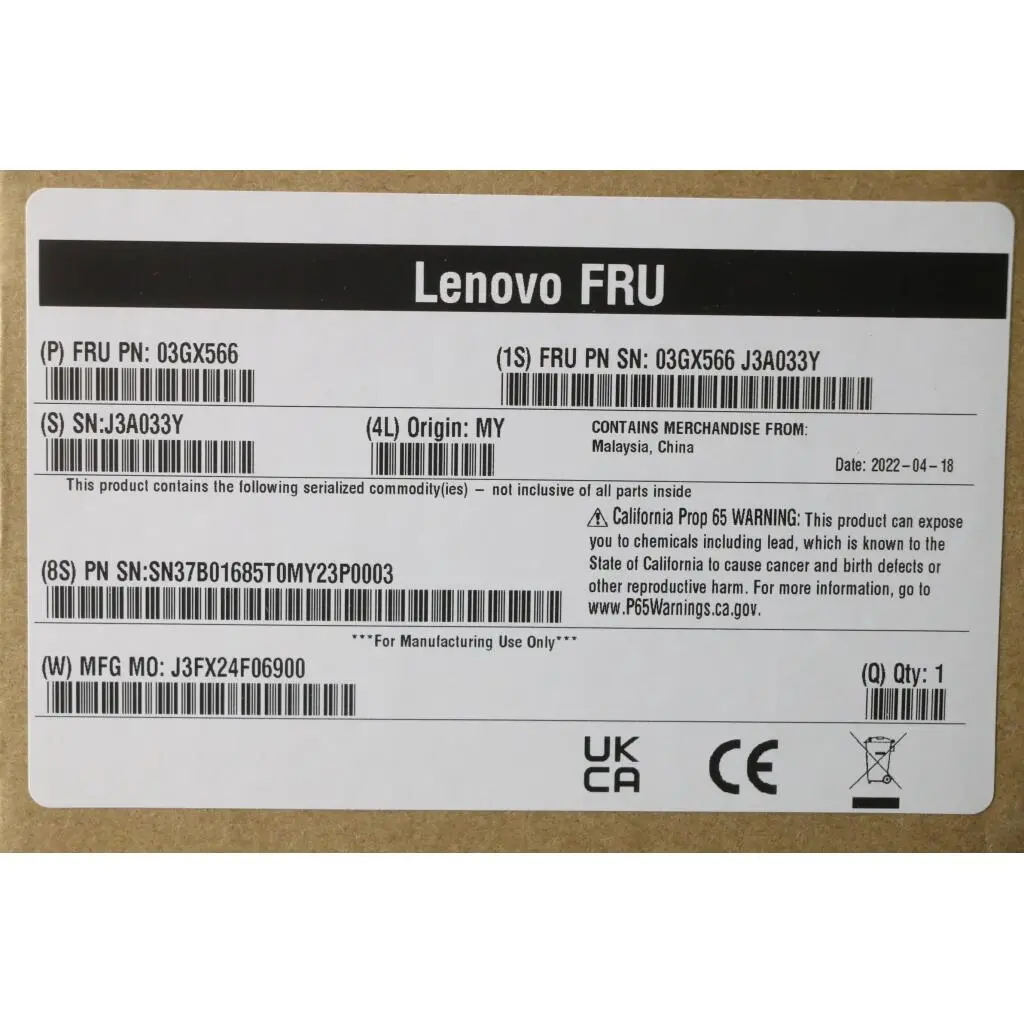 Lenovo FRU
(P) FRU PN: 03GX566
(1S) FRU PN SN: 03GX566 J3A033Y
(S) SN:J3A033Y
(4L) Origin: MY
CONTAINS MERCHANDISE FROM:
Malaysia, China
Date: 2022-04-18
This product contains the following serialized commodity(ies) – not inclusive of all parts inside
⚠ California Prop 65 WARNING: This product can expose
you to chemicals including lead, which is known to the
State of California to cause cancer and birth defects or
other reproductive harm. For more information, go to
www.P65Warnings.ca.gov.
(8S) PN SN:SN37B01685T0MY23P0003
***For Manufacturing Use Only***
(W) MFG MO: J3FX24F06900
(Q) Qty: 1
UK
CA
CE